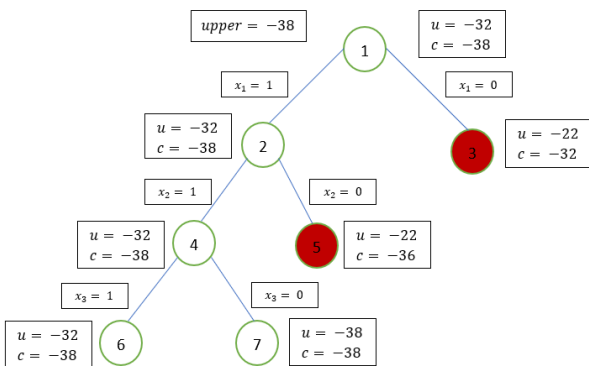 upper = −38
u = −32
c = −38
1
x₁ = 1
x₁ = 0
u = −32
c = −38
2
3
u = −22
c = −32
x₂ = 1
x₂ = 0
u = −32
c = −38
4
5
u = −22
c = −36
x₃ = 1
x₃ = 0
u = −32
c = −38
6
7
u = −38
c = −38